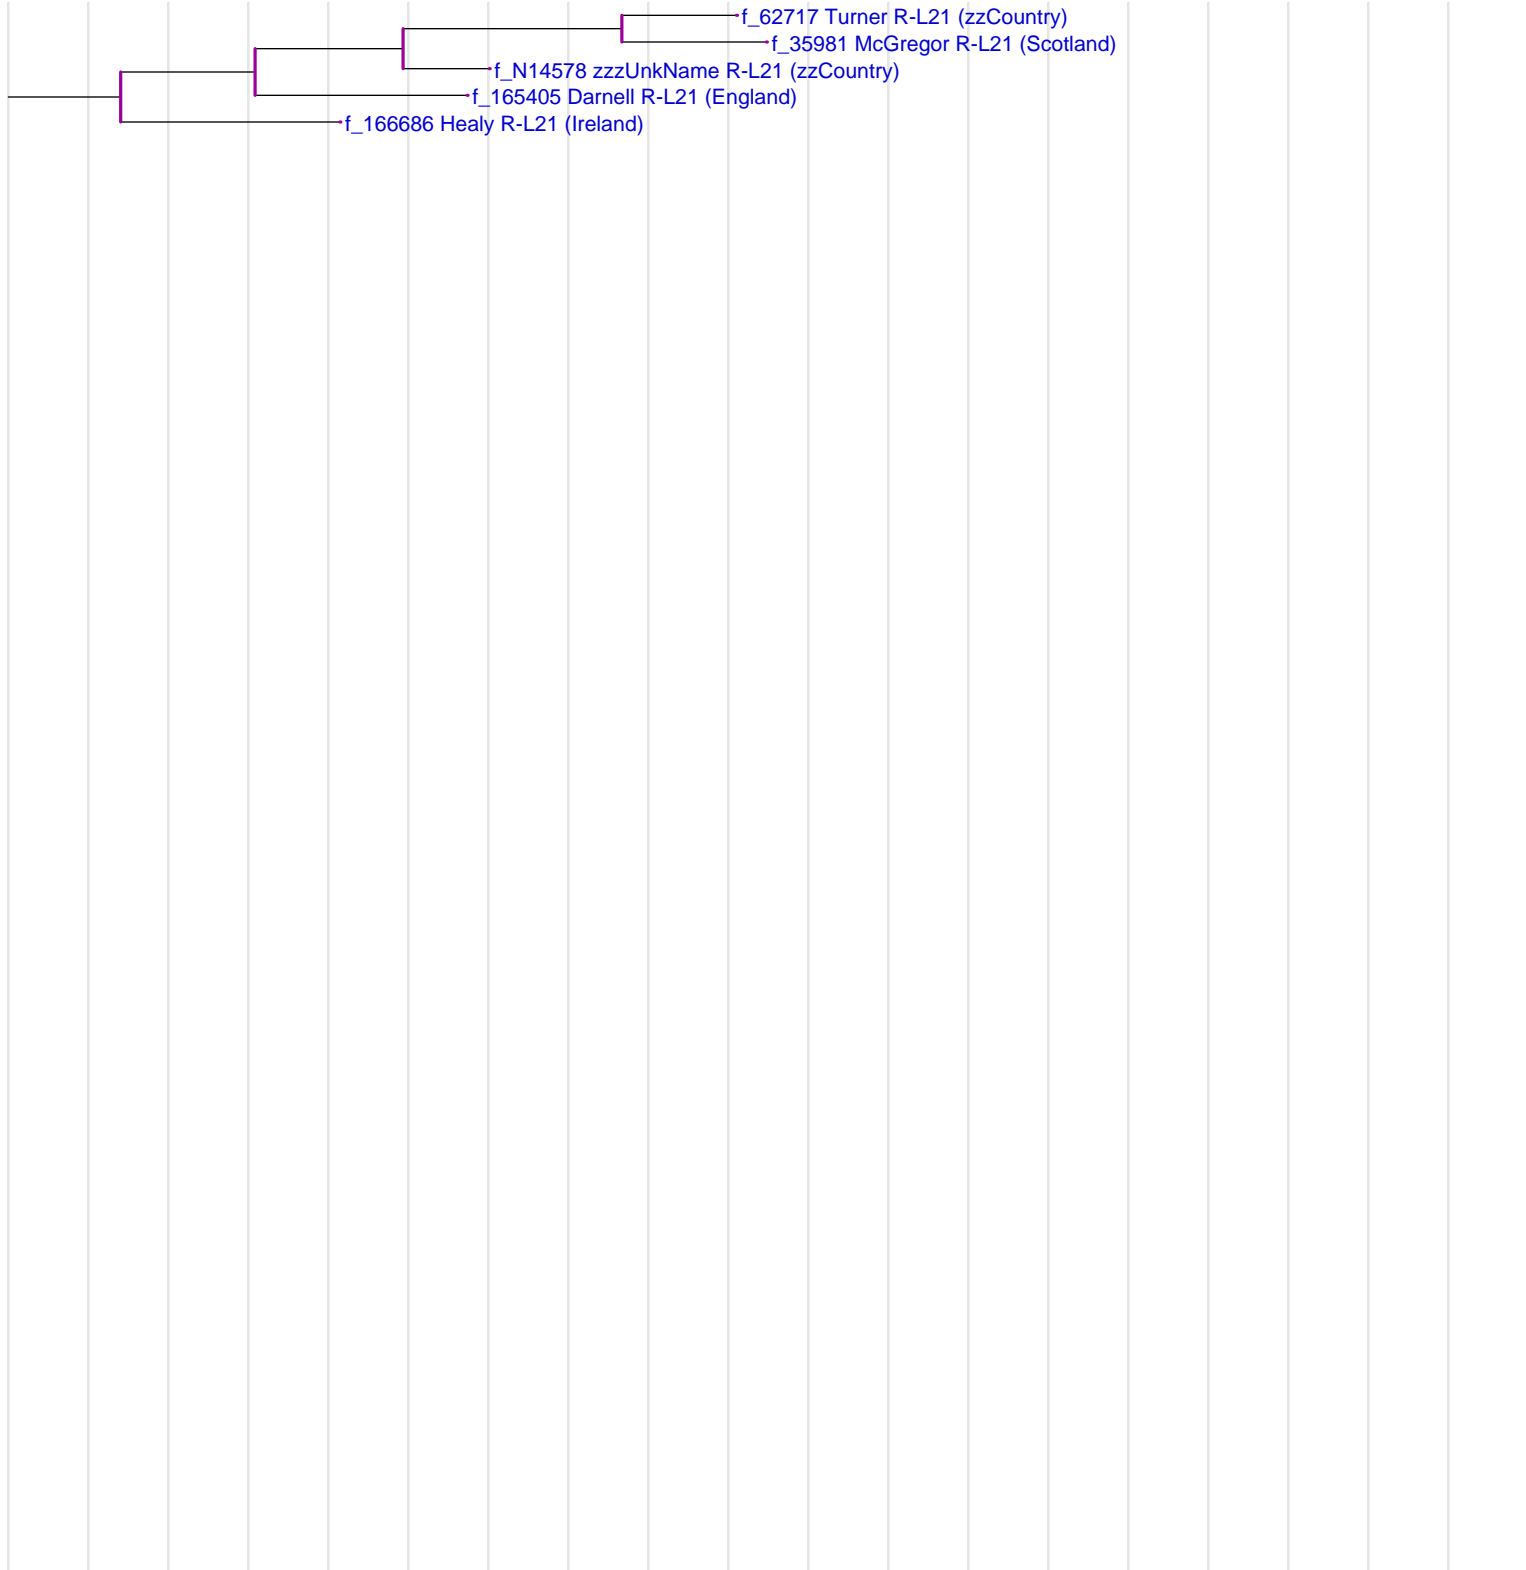 f_62717 Turner R-L21 (zzCountry)
f_35981 McGregor R-L21 (Scotland)
f_N14578 zzzUnkName R-L21 (zzCountry)
f_165405 Darnell R-L21 (England)
f_166686 Healy R-L21 (Ireland)